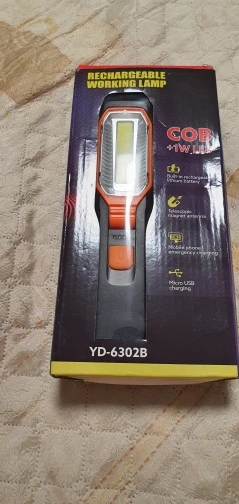 RECHARGEABLE
WORKING LAMP
COB
+1W LED
Built-in rechargeable
lithium battery
Telescopic
magnet antenna
Mobile phone
emergency charging
Micro USB
charging
YD-6302B